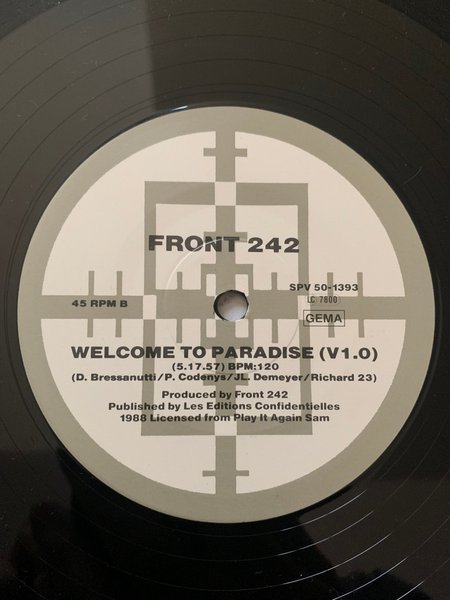 FRONT 242
SPV 50-1393
LC 7800
45 RPM B
GEMA
WELCOME TO PARADISE (V1.0)
(5.17.57) BPM:120
(D. Bressanutti/P. Codenys/JL. Demeyer/Richard 23)
Produced by Front 242
Published by Les Editions Confidentielles
1988 Licensed from Play It Again Sam